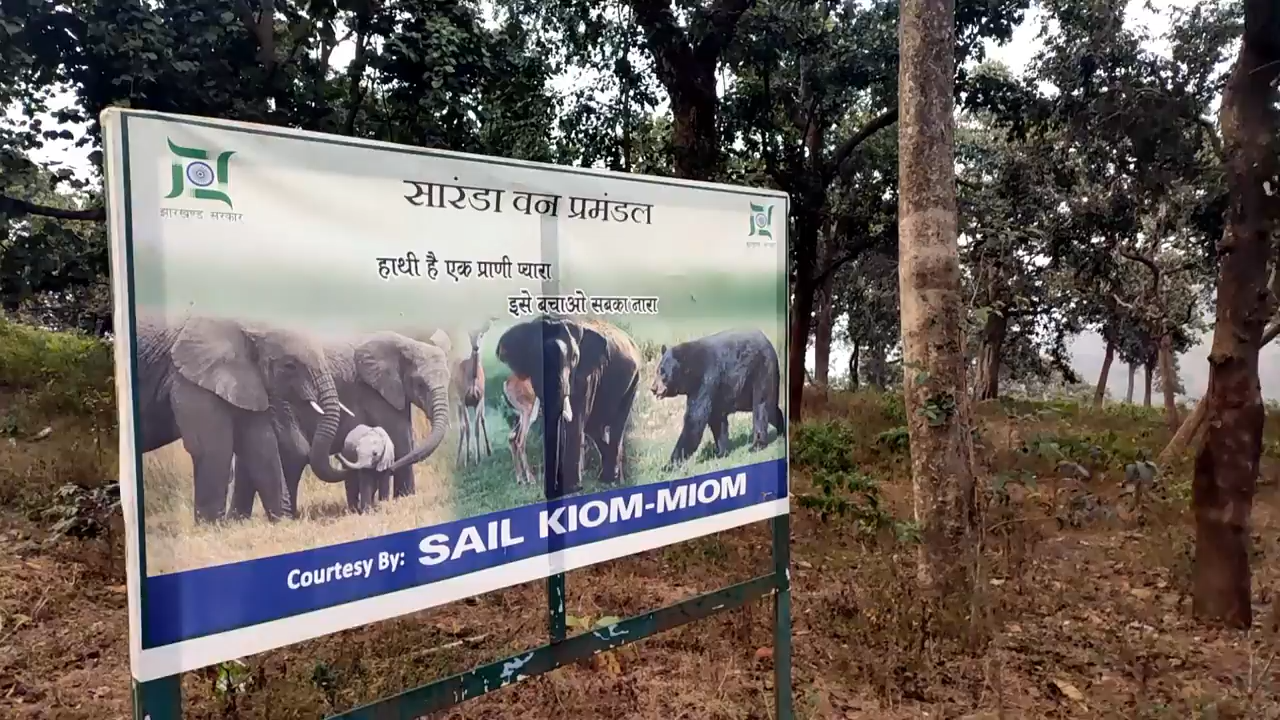 झारखण्ड सरकार
सारंडा वन प्रमंडल
हाथी है एक प्राणी प्यारा
इसे बचाओ सबका नारा
Courtesy By: SAIL KIOM-MIOM